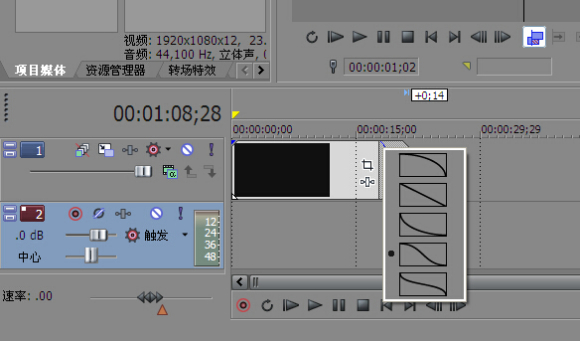 视频: 1920x1080x12, 23.
音频: 44,100 Hz, 立体声, (
项目媒体 资源管理器 转场特效
00:00:01;02
00:01:08;28
+0;14
00:00:00;00 00:00:15;00 00:00:29;29
1
2
.0 dB 触发
中心
12-
24-
36-
48-
速率: .00